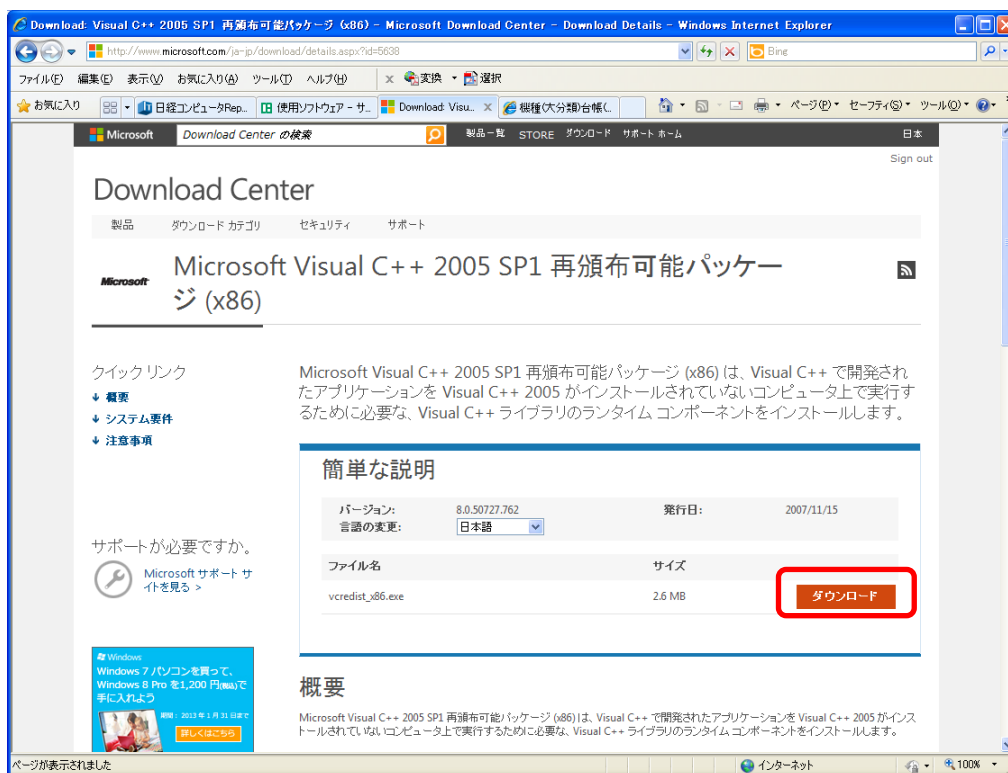 Download: Visual C++ 2005 SP1 再頒布可能パッケージ (x86) - Microsoft Download Center - Download Details - Windows Internet Explorer
http://www.microsoft.com/ja-jp/download/details.aspx?id=5638
Bing
ファイル(F) 編集(E) 表示(V) お気に入り(A) ツール(T) ヘルプ(H) x 変換 選択
お気に入り 日経コンピュータRep... 使用ソフトウェア - サ... Download: Visu... x 機種(大分類)台帳(... ページ(P) セーフティ(S) ツール(O)
Microsoft Download Center の検索 製品一覧 STORE ダウンロード サポート ホーム 日本
Sign out
Download Center
製品 ダウンロード カテゴリ セキュリティ サポート
Microsoft
Microsoft Visual C++ 2005 SP1 再頒布可能パッケー
ジ (x86)
クイック リンク
概要
システム要件
注意事項
Microsoft Visual C++ 2005 SP1 再頒布可能パッケージ (x86) は、Visual C++ で開発され
たアプリケーションを Visual C++ 2005 がインストールされていないコンピュータ上で実行す
るために必要な、Visual C++ ライブラリのランタイム コンポーネントをインストールします。
簡単な説明
バージョン: 8.0.50727.762 発行日: 2007/11/15
言語の変更: 日本語
ファイル名 サイズ
vcredist_x86.exe 2.6 MB ダウンロード
サポートが必要ですか。
Microsoft サポート サ
イトを見る >
Windows
Windows 7 パソコンを買って、
Windows 8 Pro を1,200 円(税込)で
手に入れよう
期間：2013 年 1 月 31 日まで
詳しくはこちら
概要
Microsoft Visual C++ 2005 SP1 再頒布可能パッケージ (x86) は、Visual C++ で開発されたアプリケーションを Visual C++ 2005 がインス
トールされていないコンピュータ上で実行するために必要な、Visual C++ ライブラリのランタイム コンポーネントをインストールします。
ページが表示されました インターネット 100%